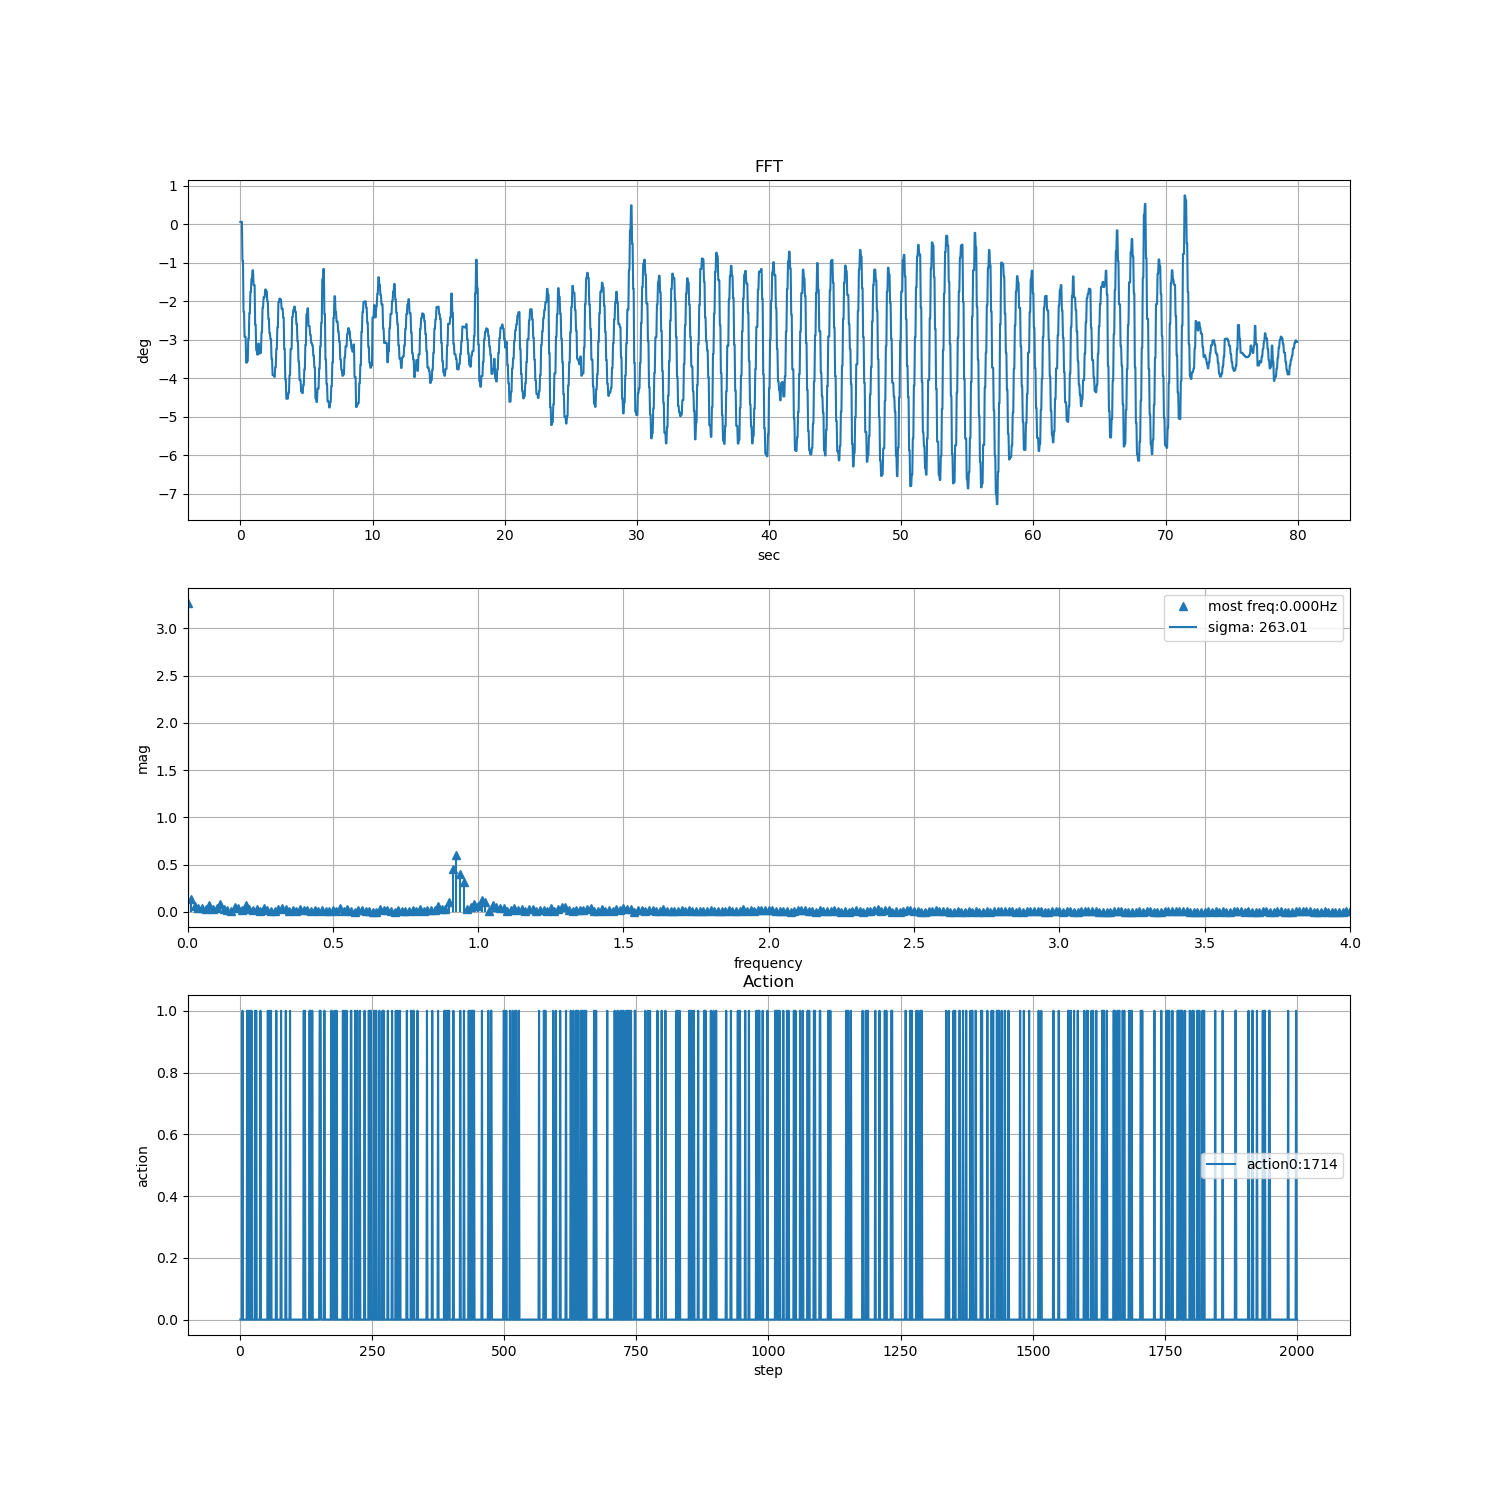 FFT
1
0
−1
−2
−3
−4
−5
−6
−7
deg
0 10 20 30 40 50 60 70 80
sec
most freq:0.000Hz
sigma: 263.01
3.0
2.5
2.0
1.5
1.0
0.5
0.0
mag
0.0 0.5 1.0 1.5 2.0 2.5 3.0 3.5 4.0
frequency
Action
1.0
0.8
0.6
0.4
0.2
0.0
action
action0:1714
0 250 500 750 1000 1250 1500 1750 2000
step